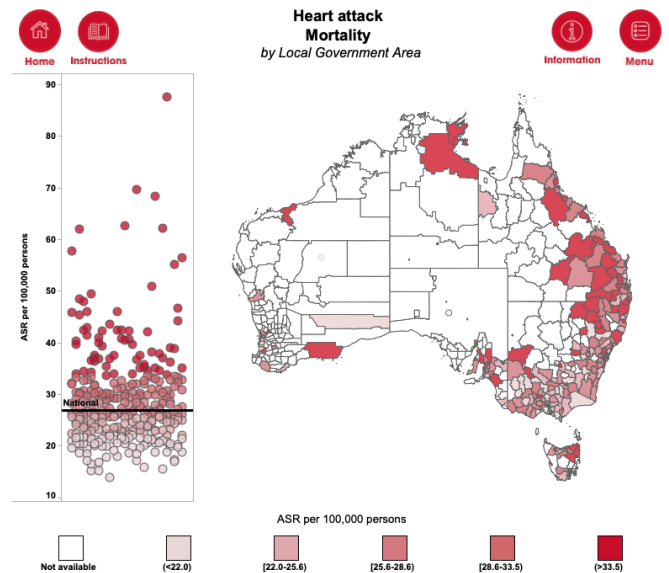 Heart attack
Mortality
by Local Government Area
Home
Instructions
Information
Menu
ASR per 100,000 persons
90
80
70
60
50
40
30
20
10
National
ASR per 100,000 persons
Not available
(<22.0)
[22.0-25.6]
[25.6-28.6]
[28.6-33.5)
(>33.5)